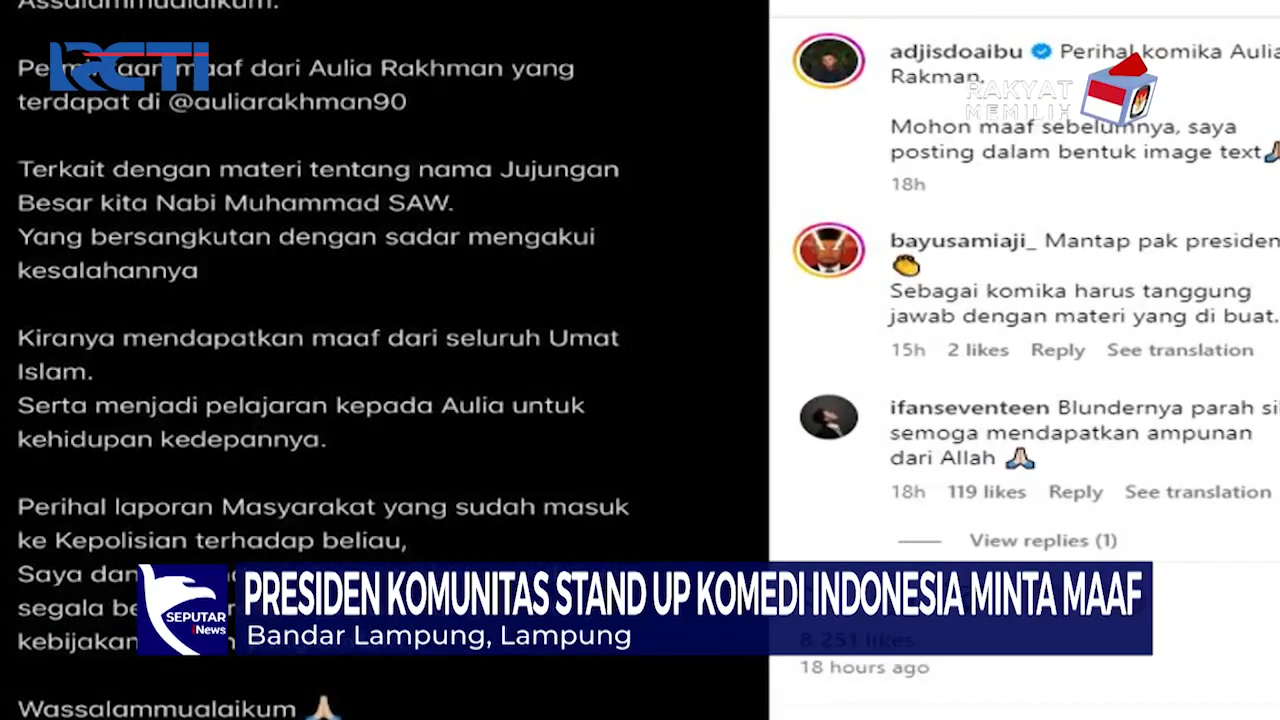 Assalammualaikum.
RCTI
dari Aulia Rakhman yang
terdapat di @auliarakhman90
Terkait dengan materi tentang nama Jujungan
Besar kita Nabi Muhammad SAW.
Yang bersangkutan dengan sadar mengakui
kesalahannya
Kiranya mendapatkan maaf dari seluruh Umat
Islam.
Serta menjadi pelajaran kepada Aulia untuk
kehidupan kedepannya.
Perihal laporan Masyarakat yang sudah masuk
ke Kepolisian terhadap beliau,
Saya dan
segala
kebijakan
Wassalammualaikum 🙏🏻
adjisdoaibu Perihal komika Aulia
Rakman.
RAKYAT
MEMILIH
Mohon maaf sebelumnya, saya
posting dalam bentuk image text🙏🏻
18h
bayusamiaji_ Mantap pak presiden
👏
Sebagai komika harus tanggung
jawab dengan materi yang di buat.
15h 2 likes Reply See translation
ifanseventeen Blundernya parah
semoga mendapatkan ampunan
dari Allah 🙏🏻
18h 119 likes Reply See translation
View replies (1)
8.251 likes
18 hours ago
SEPUTAR
iNews
PRESIDEN KOMUNITAS STAND UP KOMEDI INDONESIA MINTA MAAF
Bandar Lampung, Lampung